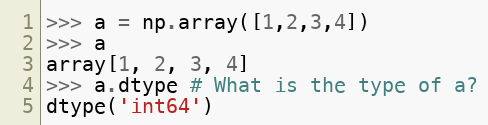 1 >>> a = np.array([1,2,3,4])
2 >>> a
3 array[1, 2, 3, 4]
4 >>> a.dtype # What is the type of a?
5 dtype('int64')